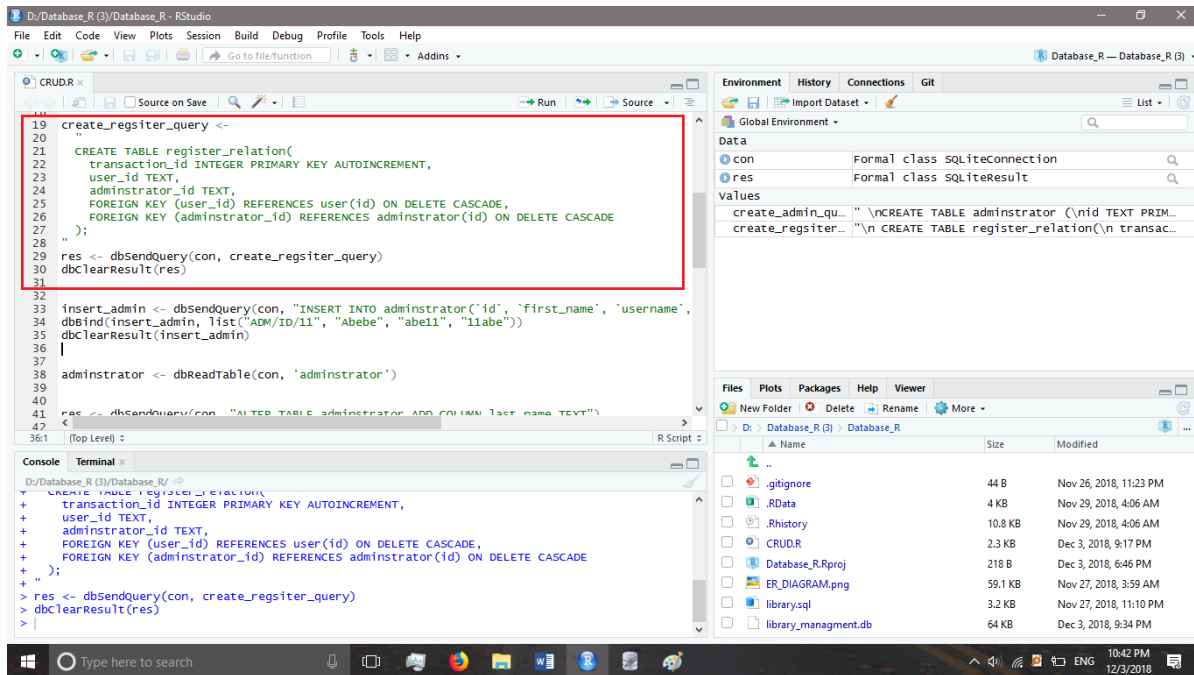 D:/Database_R (3)/Database_R - RStudio
File Edit Code View Plots Session Build Debug Profile Tools Help
Go to file/function
Addins
Database_R — Database_R (3)
CRUD.R
Source on Save
Run
Source
19 create_regsiter_query <-
20 "
21 CREATE TABLE register_relation(
22 transaction_id INTEGER PRIMARY KEY AUTOINCREMENT,
23 user_id TEXT,
24 adminstrator_id TEXT,
25 FOREIGN KEY (user_id) REFERENCES user(id) ON DELETE CASCADE,
26 FOREIGN KEY (adminstrator_id) REFERENCES adminstrator(id) ON DELETE CASCADE
27 );
28 "
29 res <- dbSendQuery(con, create_regsiter_query)
30 dbClearResult(res)
31
32
33 insert_admin <- dbSendQuery(con, "INSERT INTO adminstrator(`id`, `first_name`, `username`,
34 dbBind(insert_admin, list("ADM/ID/11", "Abebe", "abe11", "11abe"))
35 dbClearResult(insert_admin)
36
37
38 adminstrator <- dbReadTable(con, 'adminstrator')
39
40
41 res <- dbSendQuery(con, "ALTER TABLE adminstrator ADD COLUMN last_name TEXT")
42
36:1 (Top Level) R Script
Console Terminal
D:/Database_R (3)/Database_R/
+ CREATE TABLE register_relation(
+ transaction_id INTEGER PRIMARY KEY AUTOINCREMENT,
+ user_id TEXT,
+ adminstrator_id TEXT,
+ FOREIGN KEY (user_id) REFERENCES user(id) ON DELETE CASCADE,
+ FOREIGN KEY (adminstrator_id) REFERENCES adminstrator(id) ON DELETE CASCADE
+ );
+ "
> res <- dbSendQuery(con, create_regsiter_query)
> dbClearResult(res)
>
Environment History Connections Git
Import Dataset
List
Global Environment
Data
con Formal class SQLiteConnection
res Formal class SQLiteResult
Values
create_admin_qu… " \nCREATE TABLE adminstrator (\nid TEXT PRIM…
create_regsiter… "\n CREATE TABLE register_relation(\n transac…
Files Plots Packages Help Viewer
New Folder Delete Rename More
D: > Database_R (3) > Database_R
Name Size Modified
..
.gitignore 44 B Nov 26, 2018, 11:23 PM
.RData 4 KB Nov 29, 2018, 4:06 AM
.Rhistory 10.8 KB Nov 29, 2018, 4:06 AM
CRUD.R 2.3 KB Dec 3, 2018, 9:17 PM
Database_R.Rproj 218 B Dec 3, 2018, 6:46 PM
ER_DIAGRAM.png 59.1 KB Nov 27, 2018, 3:59 AM
library.sql 3.2 KB Nov 27, 2018, 11:10 PM
library_managment.db 64 KB Dec 3, 2018, 9:34 PM
Type here to search
ENG
10:42 PM
12/3/2018